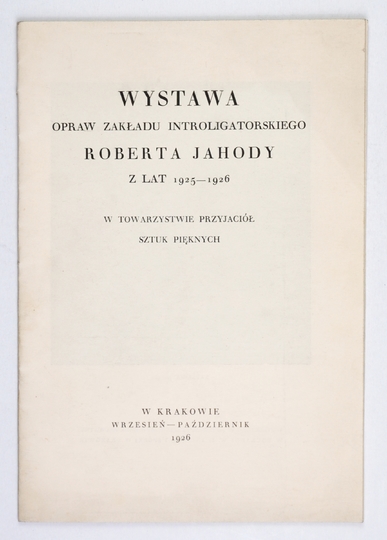 WYSTAWA
OPRAW ZAKŁADU INTROLIGATORSKIEGO
ROBERTA JAHODY
Z LAT 1925—1926
W TOWARZYSTWIE PRZYJACIÓŁ
SZTUK PIĘKNYCH
W KRAKOWIE
WRZESIEŃ—PAŹDZIERNIK
1926